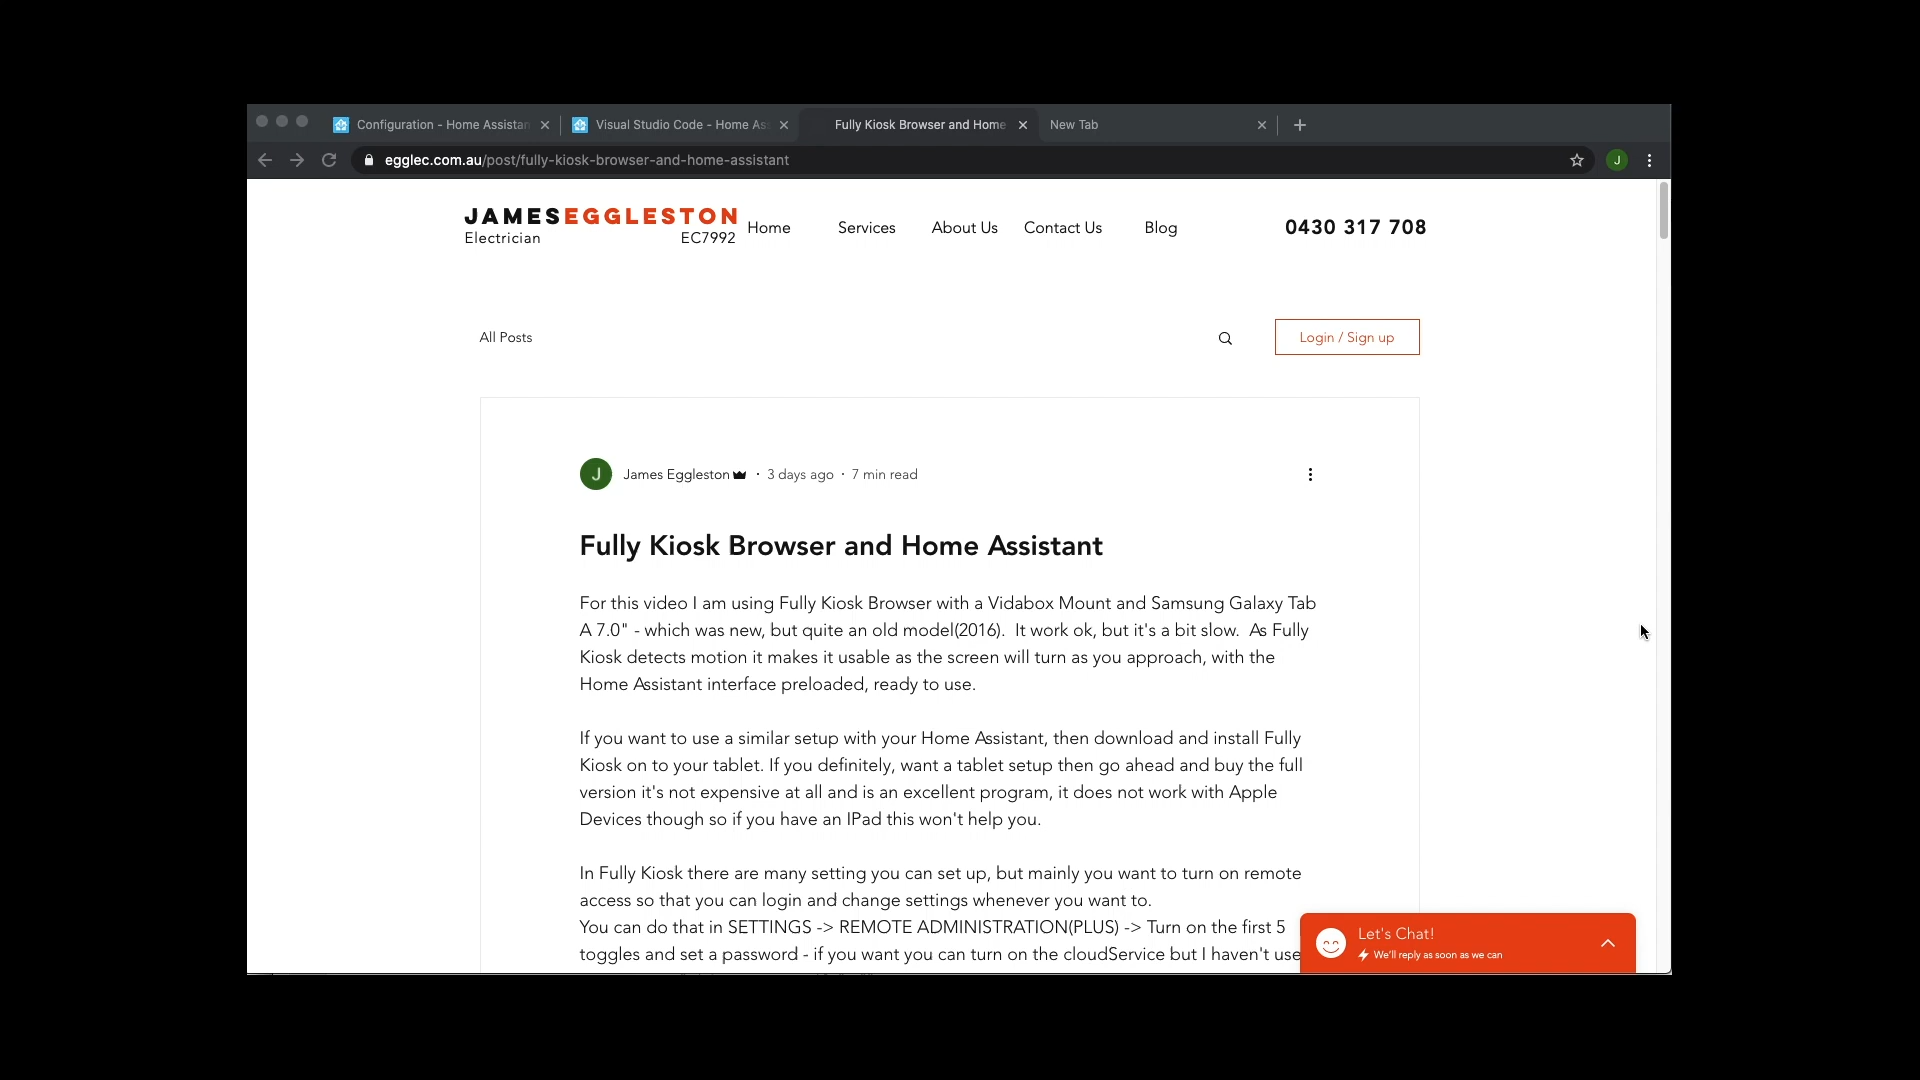 Configuration - Home Assistan
Visual Studio Code - Home As
Fully Kiosk Browser and Home
New Tab
egglec.com.au/post/fully-kiosk-browser-and-home-assistant
J
JAMESEGGLESTON
Electrician EC7992
Home Services About Us Contact Us Blog
0430 317 708
All Posts
Login / Sign up
J
James Eggleston · 3 days ago · 7 min read
Fully Kiosk Browser and Home Assistant
For this video I am using Fully Kiosk Browser with a Vidabox Mount and Samsung Galaxy Tab
A 7.0" - which was new, but quite an old model(2016).  It work ok, but it's a bit slow.  As Fully
Kiosk detects motion it makes it usable as the screen will turn as you approach, with the
Home Assistant interface preloaded, ready to use.
If you want to use a similar setup with your Home Assistant, then download and install Fully
Kiosk on to your tablet. If you definitely, want a tablet setup then go ahead and buy the full
version it's not expensive at all and is an excellent program, it does not work with Apple
Devices though so if you have an IPad this won't help you.
In Fully Kiosk there are many setting you can set up, but mainly you want to turn on remote
access so that you can login and change settings whenever you want to.
You can do that in SETTINGS -> REMOTE ADMINISTRATION(PLUS) -> Turn on the first 5
toggles and set a password - if you want you can turn on the cloudService but I haven't use
Let's Chat!
We'll reply as soon as we can